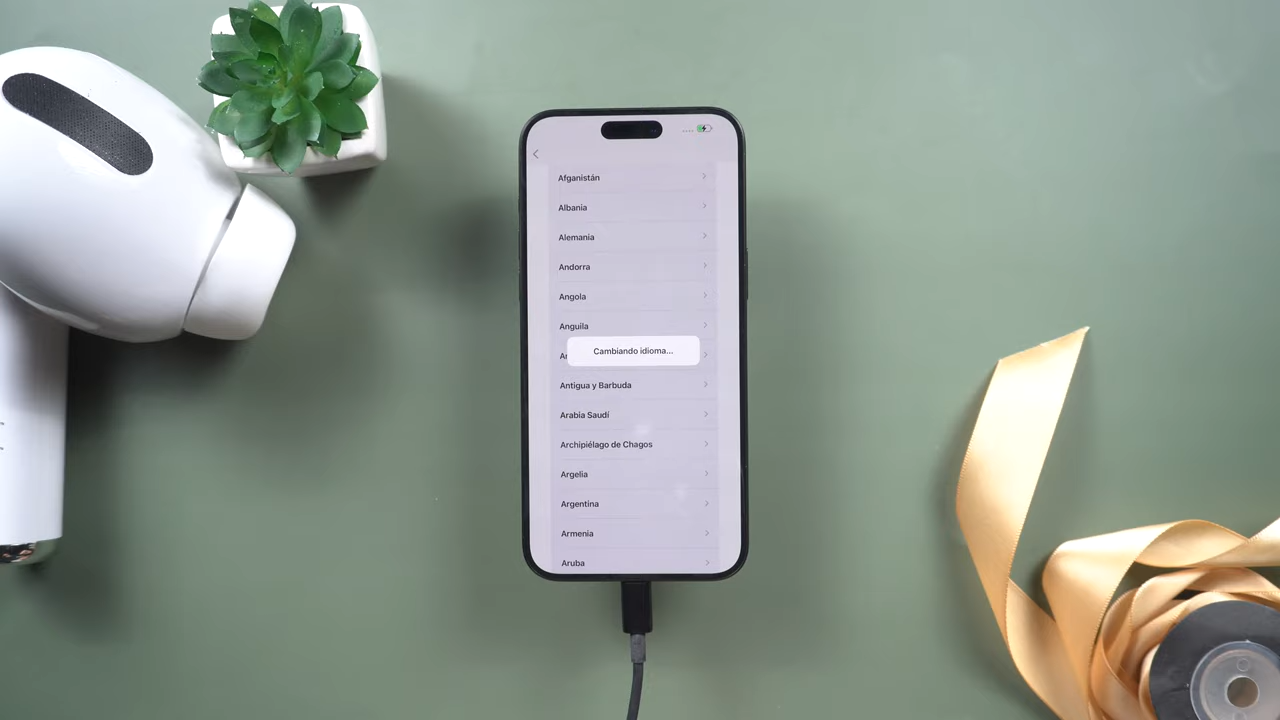 Afganistán
Albania
Alemania
Andorra
Angola
Anguila
Cambiando idioma...
Antigua y Barbuda
Arabia Saudí
Archipiélago de Chagos
Argelia
Argentina
Armenia
Aruba